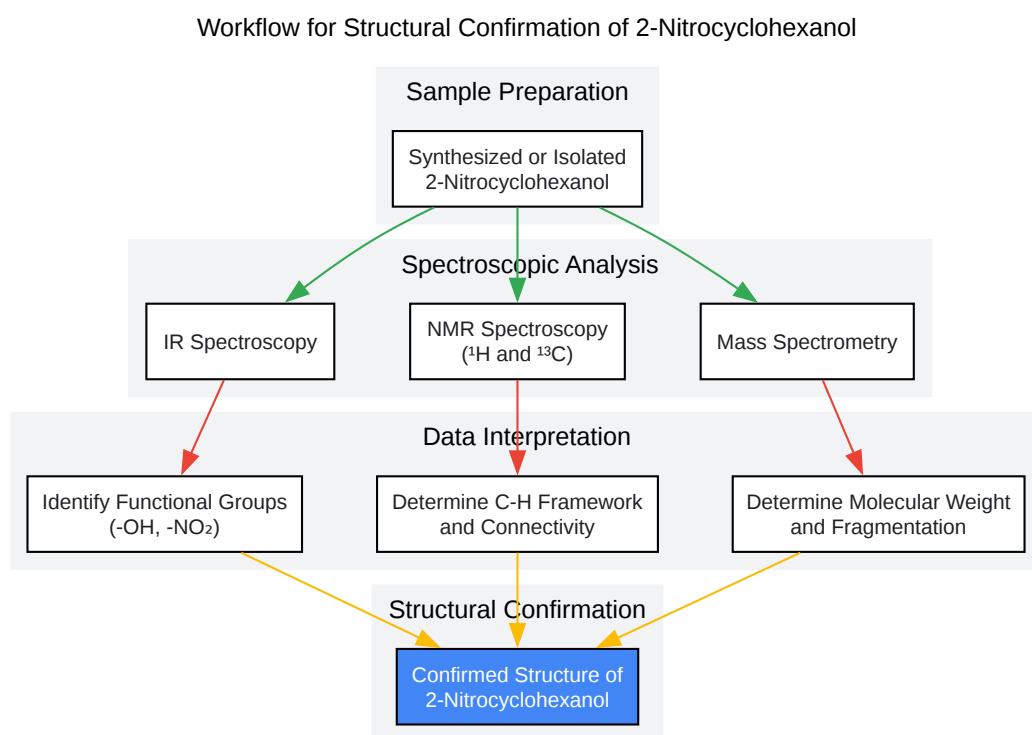 Workflow for Structural Confirmation of 2-Nitrocyclohexanol
Sample Preparation
Synthesized or Isolated
2-Nitrocyclohexanol
Spectroscopic Analysis
IR Spectroscopy
NMR Spectroscopy
(¹H and ¹³C)
Mass Spectrometry
Data Interpretation
Identify Functional Groups
(-OH, -NO₂)
Determine C-H Framework
and Connectivity
Determine Molecular Weight
and Fragmentation
Structural Confirmation
Confirmed Structure of
2-Nitrocyclohexanol